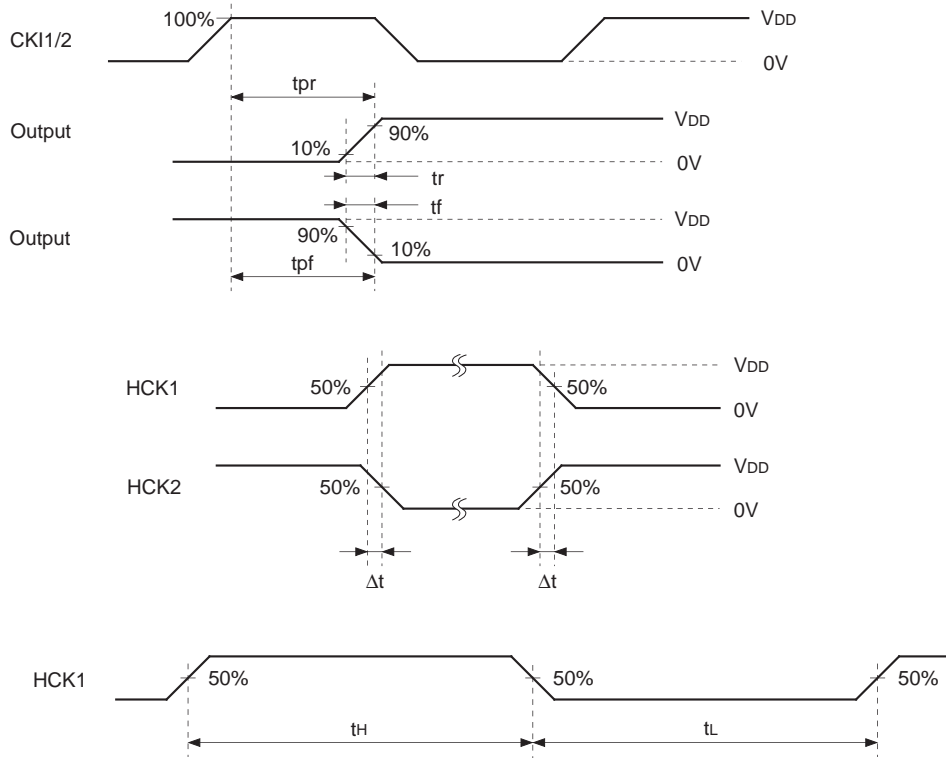 100%
VDD
CKI1/2
0V
tpr
VDD
Output
90%
10%
0V
tr
tf
VDD
Output
90%
10%
tpf
0V
VDD
HCK1
50%
50%
0V
VDD
HCK2
50%
50%
0V
Δt
Δt
HCK1
50%
50%
50%
tH
tL